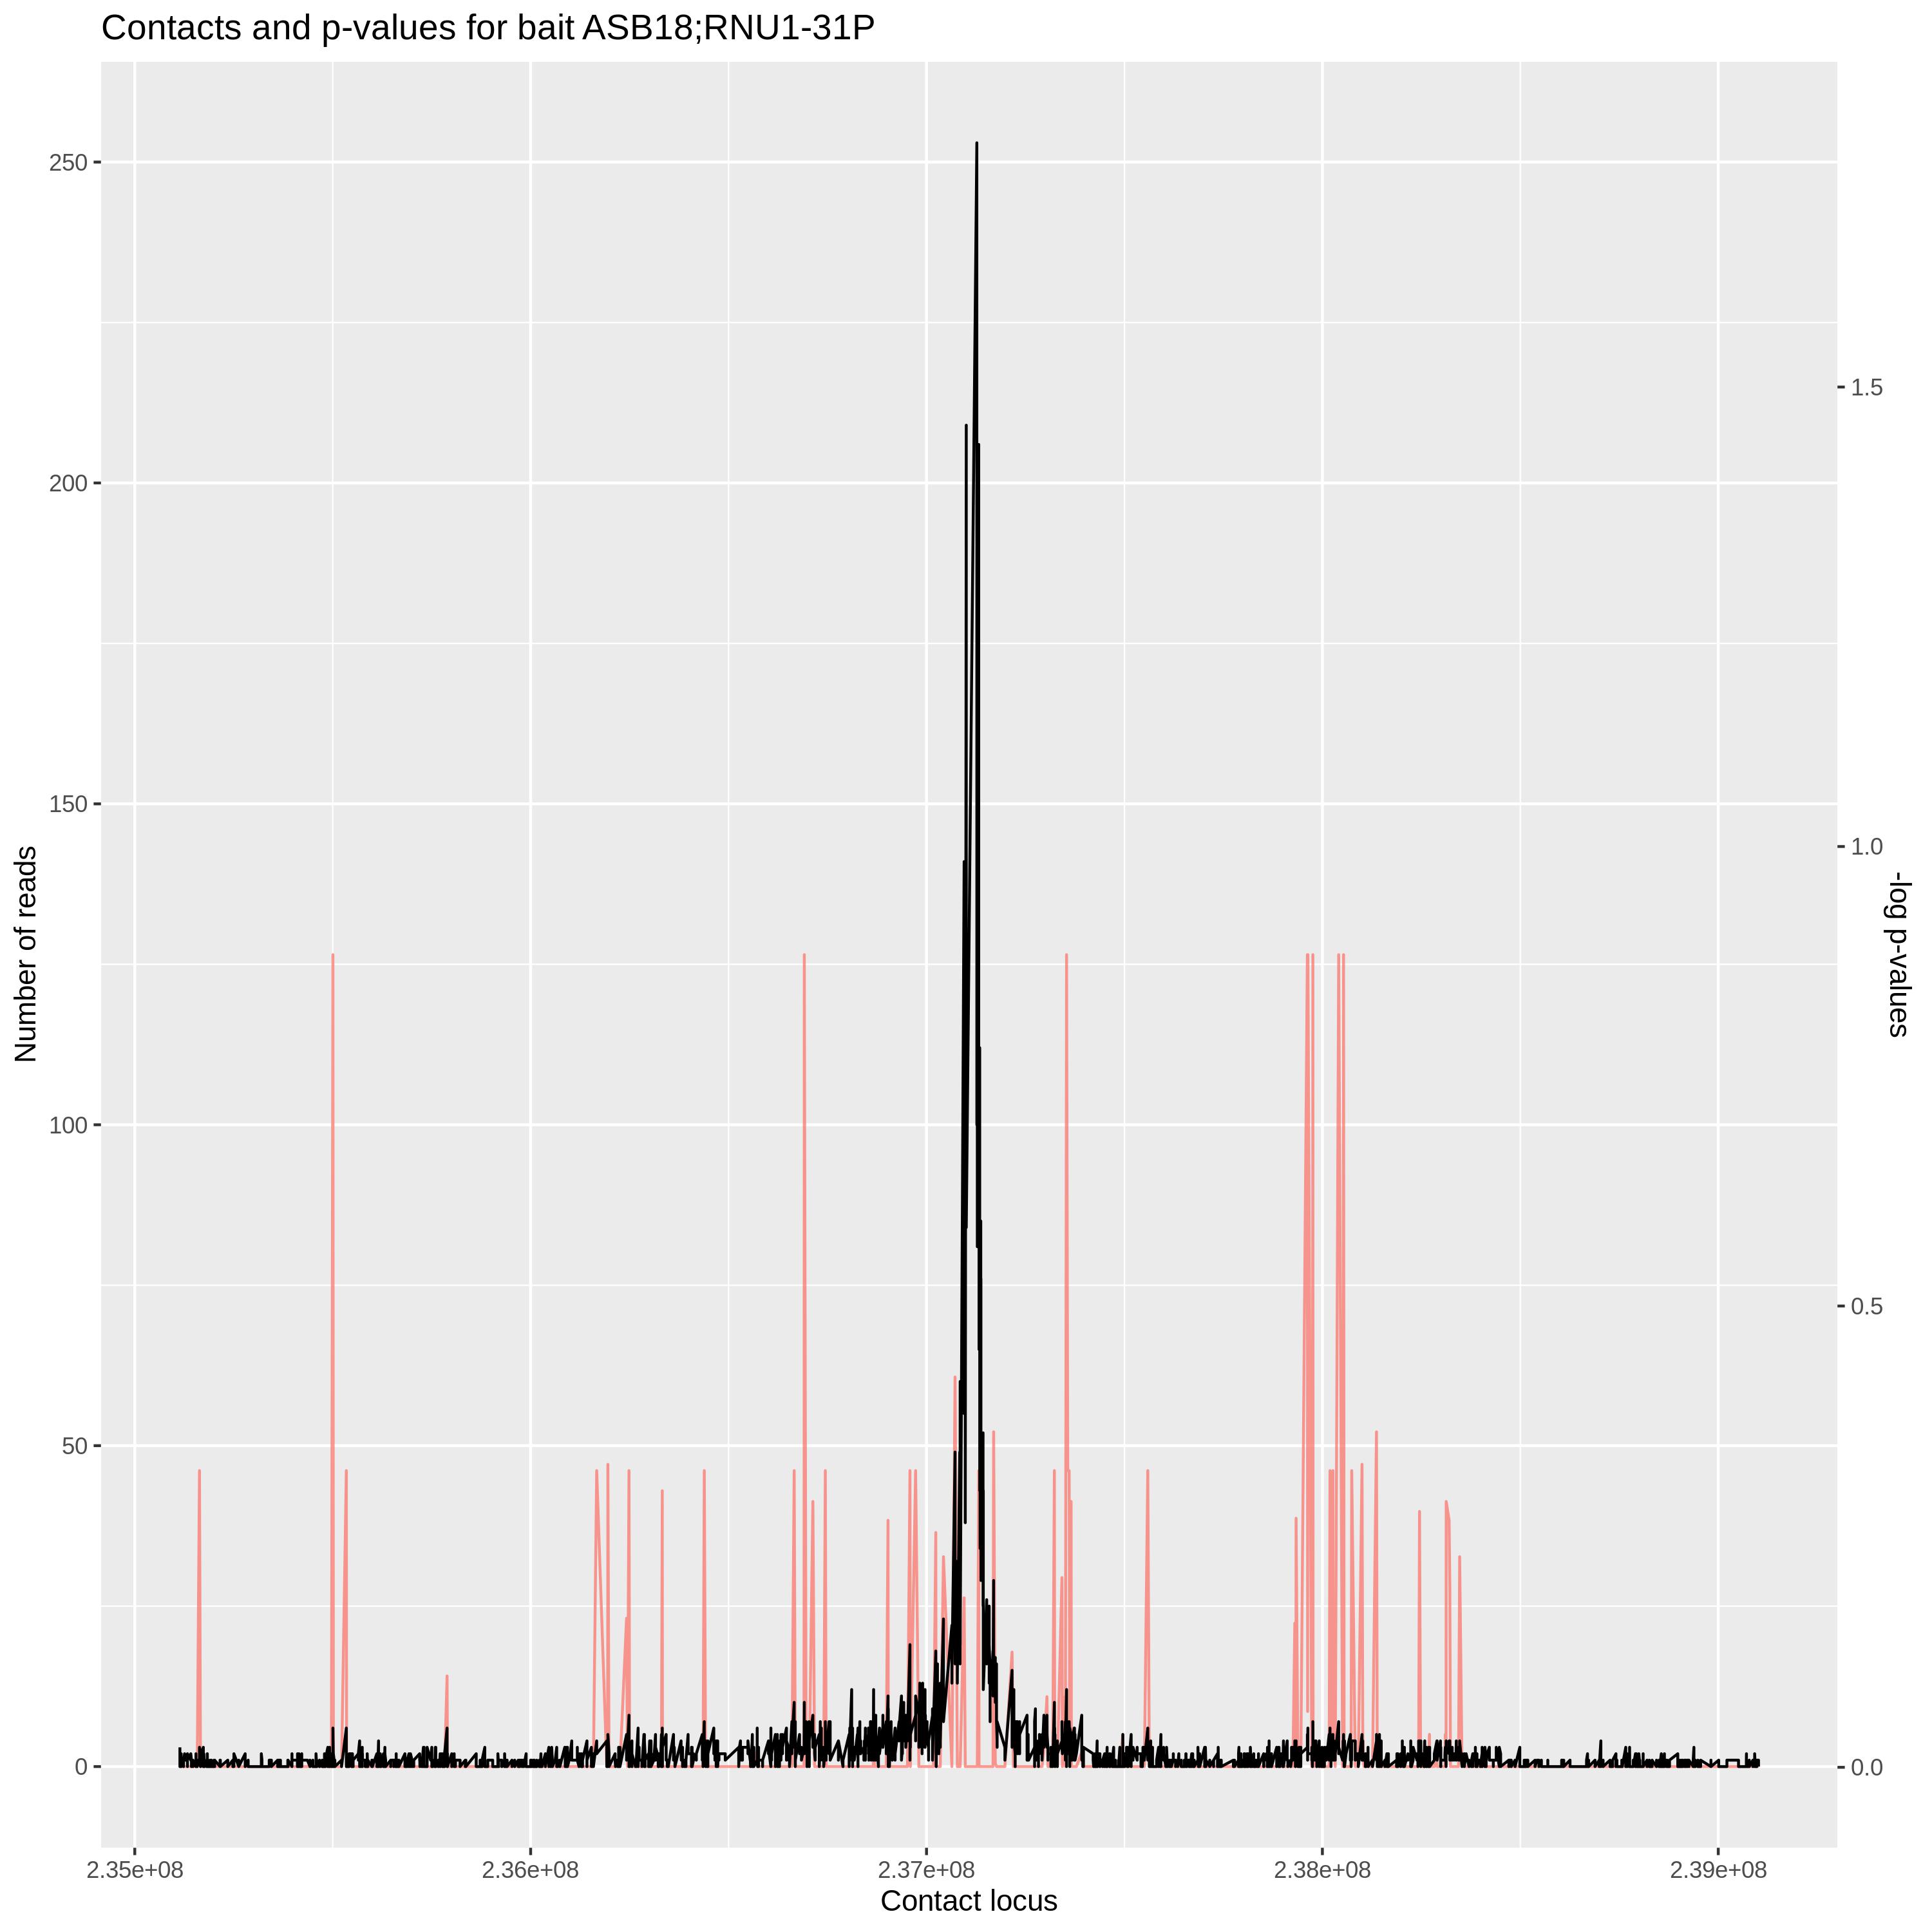 Contacts and p-values for bait ASB18;RNU1-31P
250
200
150
100
50
0
Number of reads
1.5
1.0
0.5
0.0
-log p-values
2.35e+08
2.36e+08
2.37e+08
2.38e+08
2.39e+08
Contact locus